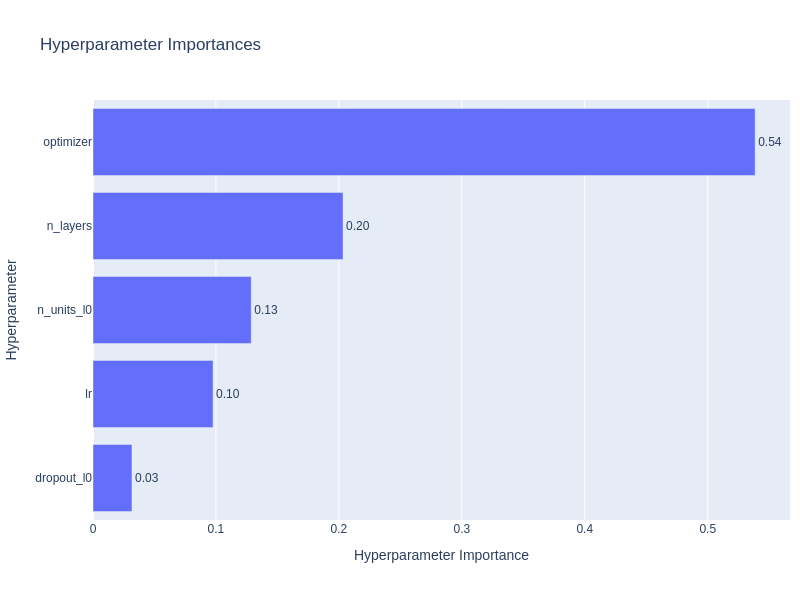 Hyperparameter Importances
optimizer
0.54
n_layers
0.20
n_units_l0
0.13
lr
0.10
dropout_l0
0.03
0
0.1
0.2
0.3
0.4
0.5
Hyperparameter Importance
Hyperparameter